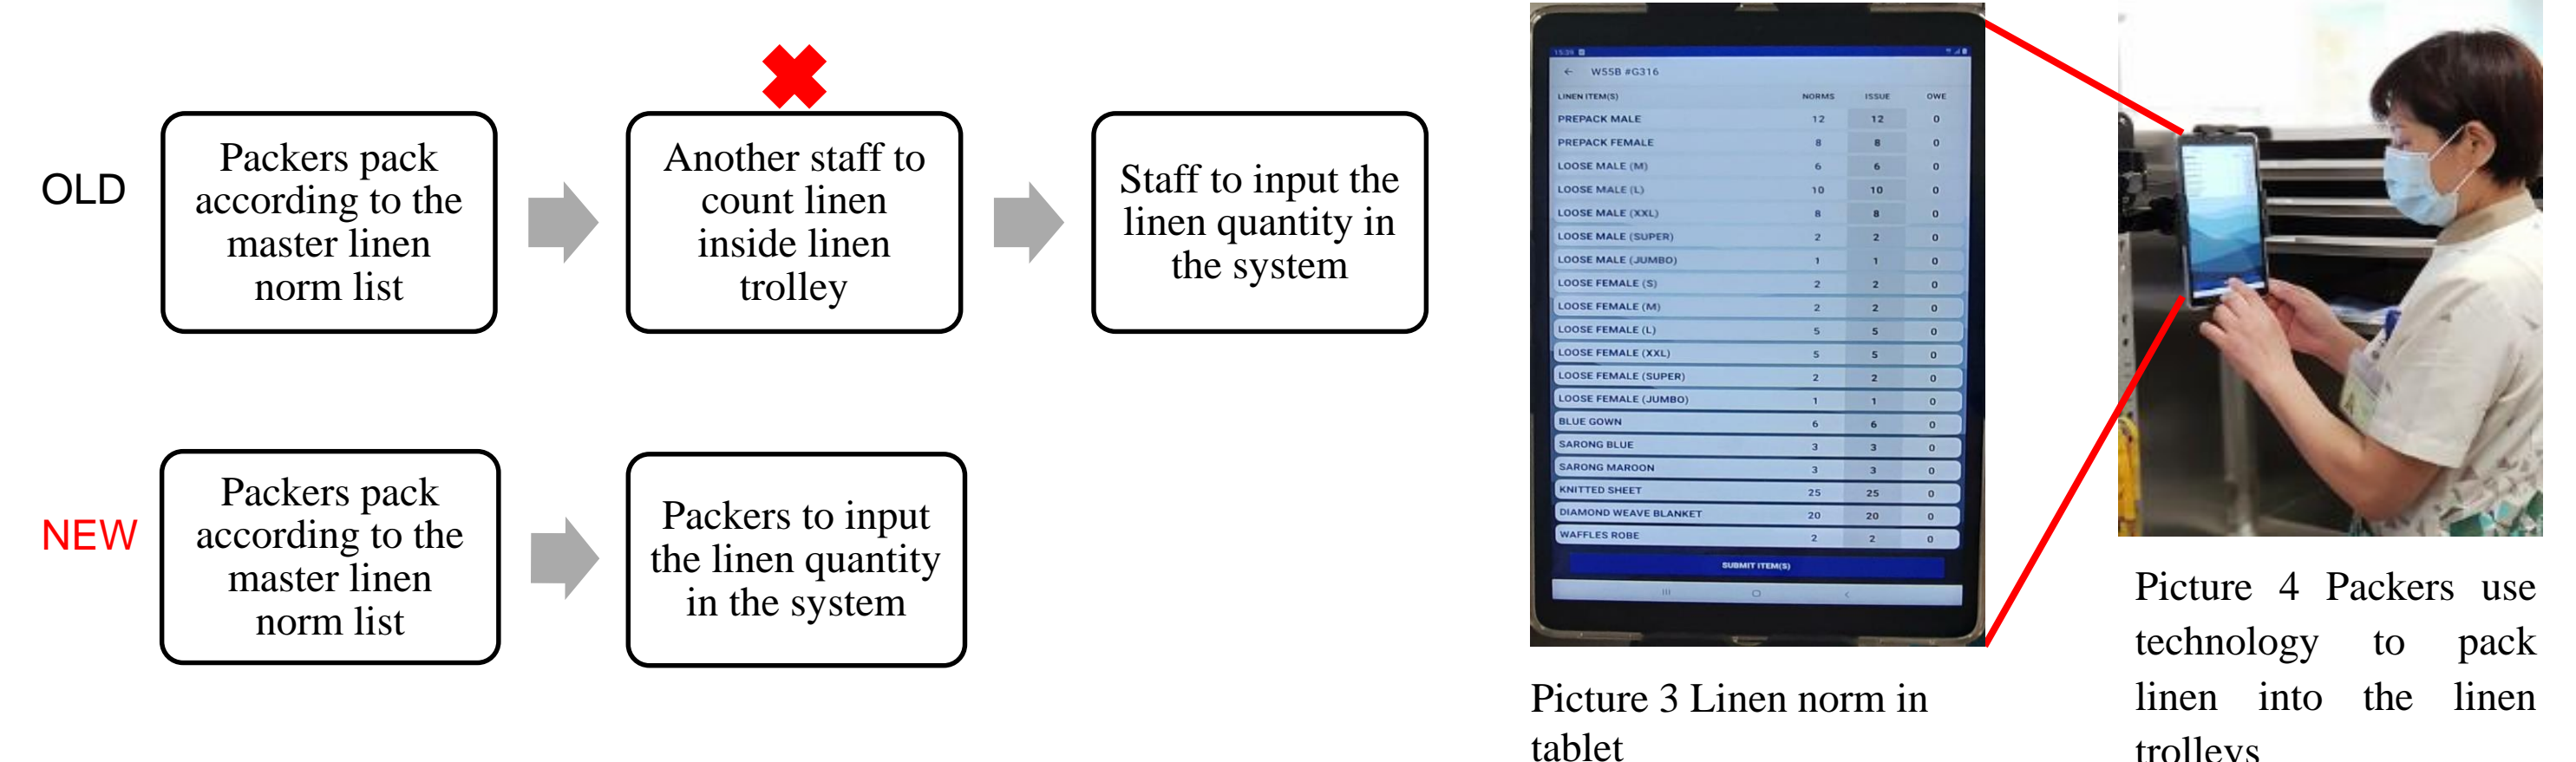 OLD
Packers pack
according to the
master linen
norm list
Another staff to
count linen
inside linen
trolley
Staff to input the
linen quantity in
the system
NEW
Packers pack
according to the
master linen
norm list
Packers to input
the linen quantity
in the system
15:35
← W55B #G316
LINEN ITEM(S) NORMS ISSUE OWE
PREPACK MALE 12 12 0
PREPACK FEMALE 8 8 0
LOOSE MALE (M) 6 6 0
LOOSE MALE (L) 10 10 0
LOOSE MALE (XXL) 8 8 0
LOOSE MALE (SUPER) 2 2 0
LOOSE MALE (JUMBO) 1 1 0
LOOSE FEMALE (S) 2 2 0
LOOSE FEMALE (M) 2 2 0
LOOSE FEMALE (L) 5 5 0
LOOSE FEMALE (XXL) 5 5 0
LOOSE FEMALE (SUPER) 2 2 0
LOOSE FEMALE (JUMBO) 1 1 0
BLUE GOWN 6 6 0
SARONG BLUE 3 3 0
SARONG MAROON 3 3 0
KNITTED SHEET 25 25 0
DIAMOND WEAVE BLANKET 20 20 0
WAFFLES ROBE 2 2 0
SUBMIT ITEM(S)
Picture 3 Linen norm in
tablet
Picture 4 Packers use
technology to pack
linen into the linen
trolleys